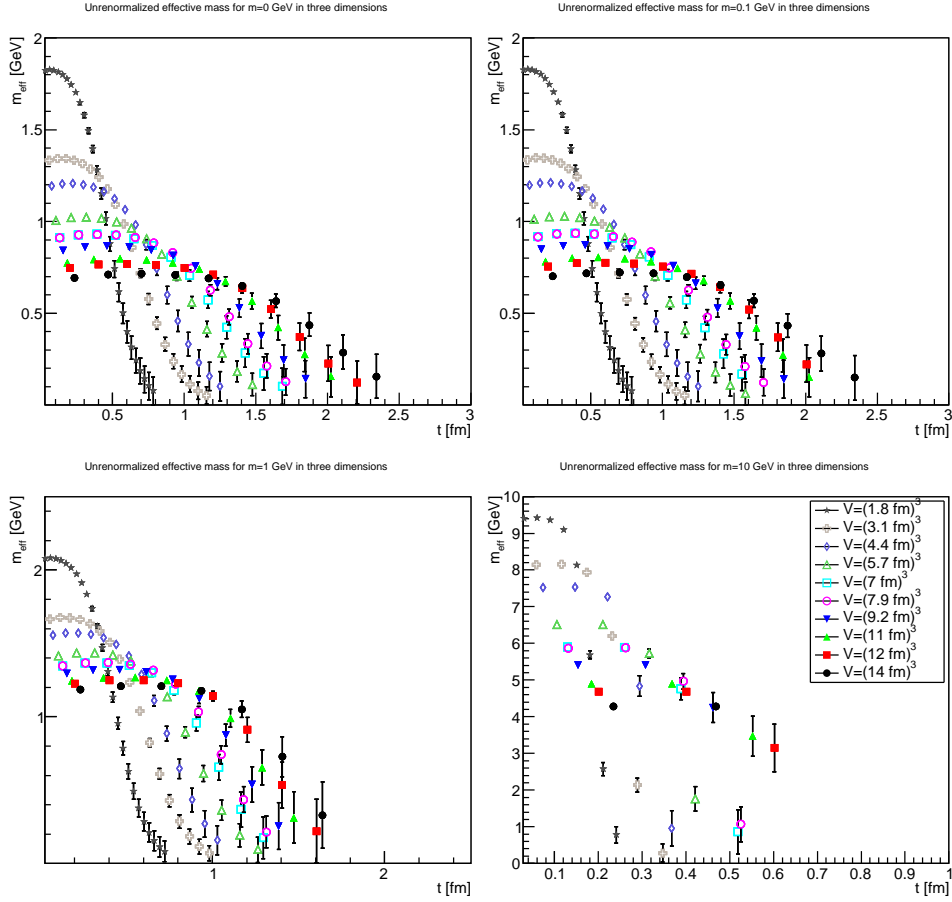 Unrenormalized effective mass for m=0 GeV in three dimensions
m_eff [GeV]
2
1.5
1
0.5
0.5
1
1.5
2
2.5
3
t [fm]
Unrenormalized effective mass for m=0.1 GeV in three dimensions
m_eff [GeV]
2
1.5
1
0.5
0.5
1
1.5
2
2.5
3
t [fm]
Unrenormalized effective mass for m=1 GeV in three dimensions
m_eff [GeV]
2
1
1
2
t [fm]
Unrenormalized effective mass for m=10 GeV in three dimensions
m_eff [GeV]
10
9
8
7
6
5
4
3
2
1
0
0
0.1
0.2
0.3
0.4
0.5
0.6
0.7
0.8
0.9
1
t [fm]
V=(1.8 fm)³
V=(3.1 fm)³
V=(4.4 fm)³
V=(5.7 fm)³
V=(7 fm)³
V=(7.9 fm)³
V=(9.2 fm)³
V=(11 fm)³
V=(12 fm)³
V=(14 fm)³